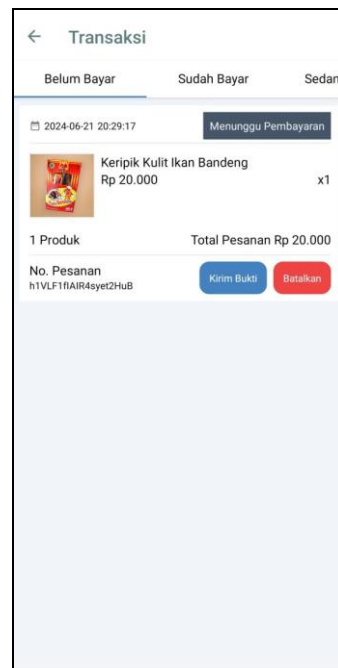 Transaksi
Belum Bayar Sudah Bayar Sedan
2024-06-21 20:29:17 Menunggu Pembayaran
Keripik Kulit Ikan Bandeng
Rp 20.000 x1
1 Produk Total Pesanan Rp 20.000
No. Pesanan
h1VLF1flAIR4syet2HuB
Kirim Bukti Batalkan